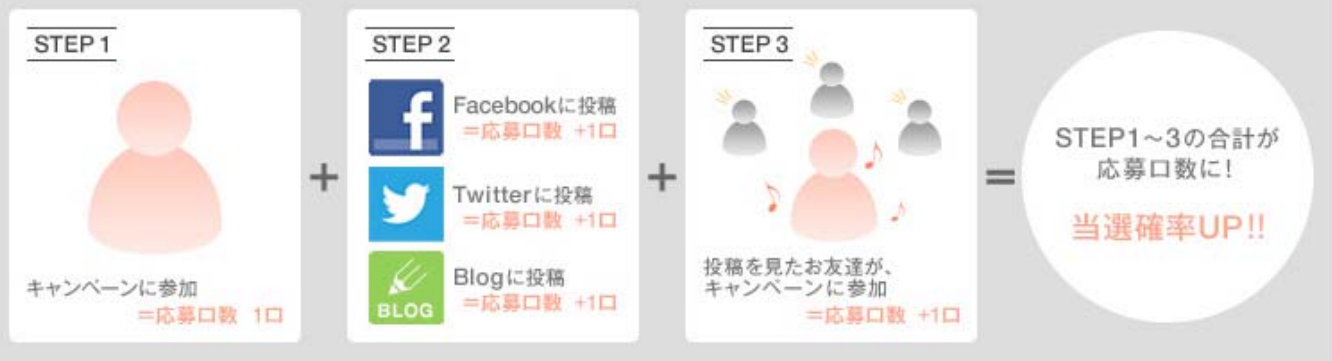 STEP 1
キャンペーンに参加
=応募口数 1口
+
STEP 2
f
Facebookに投稿
=応募口数 +1口
Twitterに投稿
=応募口数 +1口
BLOG
Blogに投稿
=応募口数 +1口
+
STEP 3
投稿を見たお友達が、
キャンペーンに参加
=応募口数 +1口
=
STEP1~3の合計が
応募口数に!
当選確率UP!!